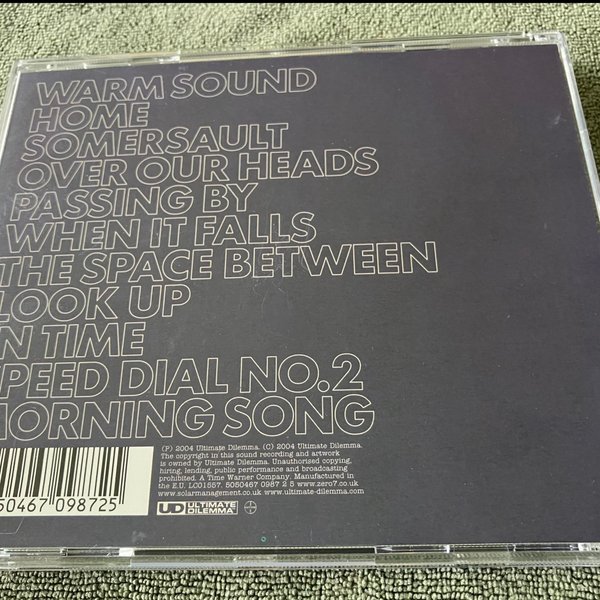 WARM SOUND
HOME
SOMERSAULT
OVER OUR HEADS
PASSING BY
WHEN IT FALLS
THE SPACE BETWEEN
LOOK UP
N TIME
PEED DIAL NO.2
ORNING SONG
(P) 2004 Ultimate Dilemma. (C) 2004 Ultimate Dilemma.
The copyright in this sound recording and artwork
is owned by Ultimate Dilemma. Unauthorised copying,
hiring, lending, public performance and broadcasting
prohibited. A Time Warner Company. Manufactured in
the E.U. LC01557. 5050467 0987 2 5 www.zero7.co.uk
www.solarmanagement.co.uk www.ultimate-dilemma.com
50467 098725
UD ULTIMATE
DILEMMA